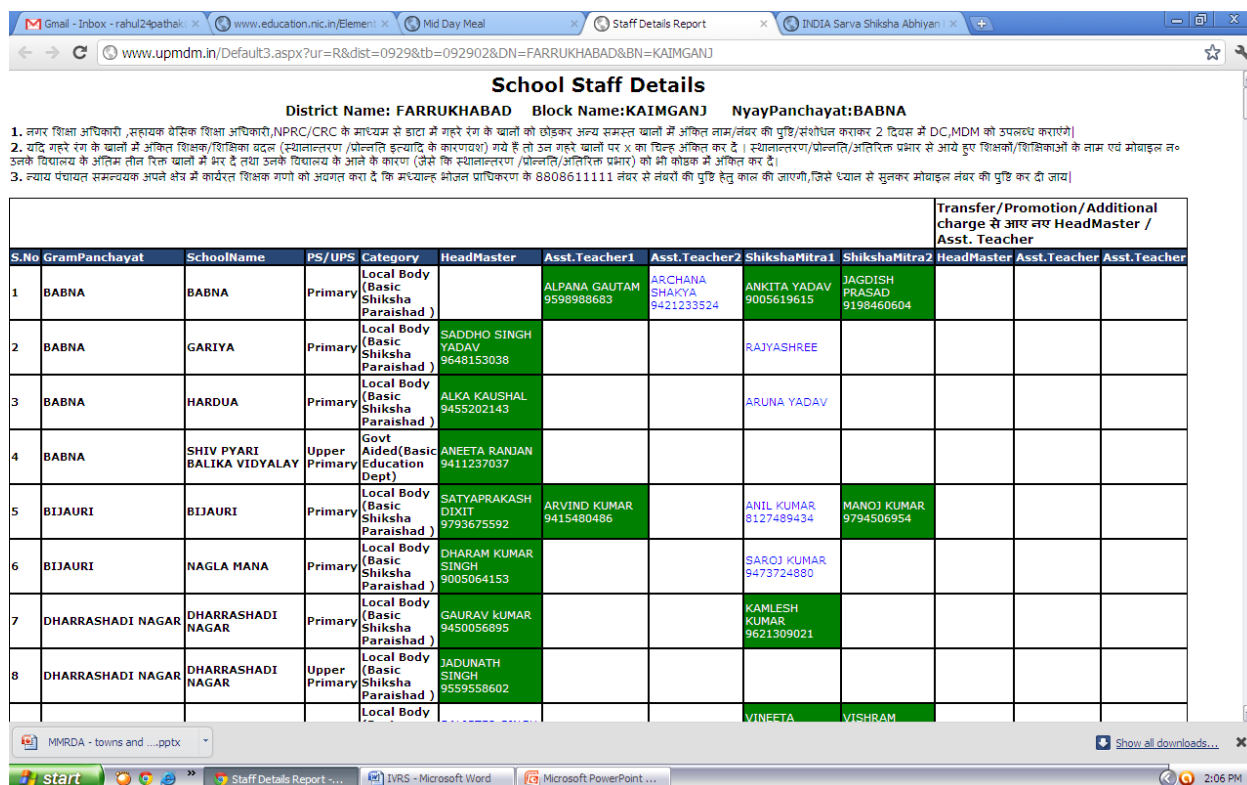 Gmail - Inbox - rahul24pathak
www.education.nic.in/Element
Mid Day Meal
Staff Details Report
INDIA Sarva Shiksha Abhiyan
www.upmdm.in/Default3.aspx?ur=R&dist=0929&tb=092902&DN=FARRUKHABAD&BN=KAIMGANJ
School Staff Details
District Name: FARRUKHABAD Block Name:KAIMGANJ NyayPanchayat:BABNA
1. नगर शिक्षा अधिकारी ,सहायक बेसिक शिक्षा अधिकारी,NPRC/CRC के माध्यम से डाटा में गहरे रंग के खानों को छोडकर अन्य समस्त खानों में अंकित नाम/नंबर की पुष्टि/संशोधन कराकर 2 दिवस में DC,MDM को उपलब्ध कराएंगे|
2. यदि गहरे रंग के खानों में अंकित शिक्षक/शिक्षिका बदल (स्थानान्तरण /प्रोन्नति इत्यादि के कारणवश) गये हैं तो उन गहरे खानों पर x का चिन्ह अंकित कर दें । स्थानान्तरण/प्रोन्नति/अतिरिक्त प्रभार से आये हुए शिक्षकों/शिक्षिकाओं के नाम एवं मोबाइल न०
उनके विद्यालय के अंतिम तीन रिक्त खानों में भर दें तथा उनके विद्यालय के आने के कारण (जैसे कि स्थानान्तरण /प्रोन्नति/अतिरिक्त प्रभार) को भी कोष्ठक में अंकित कर दें।
3. न्याय पंचायत समन्वयक अपने क्षेत्र में कार्यरत शिक्षक गणो को अवगत करा दें कि मध्यान्ह भोजन प्राधिकरण के 8808611111 नंबर से नंबरों की पुष्टि हेतु काल की जाएगी,जिसे ध्यान से सुनकर मोबाइल नंबर की पुष्टि कर दी जाय|
Transfer/Promotion/Additional
charge से आए नए HeadMaster /
Asst. Teacher
S.No GramPanchayat SchoolName PS/UPS Category HeadMaster Asst.Teacher1 Asst.Teacher2 ShikshaMitra1 ShikshaMitra2 HeadMaster Asst.Teacher Asst.Teacher
1 BABNA BABNA Primary
Local Body
(Basic
Shiksha
Paraishad )
ALPANA GAUTAM
9598988683
ARCHANA
SHAKYA
9421233524
ANKITA YADAV
9005619615
JAGDISH
PRASAD
9198460604
2 BABNA GARIYA Primary
Local Body
(Basic
Shiksha
Paraishad )
SADDHO SINGH
YADAV
9648153038
RAJYASHREE
3 BABNA HARDUA Primary
Local Body
(Basic
Shiksha
Paraishad )
ALKA KAUSHAL
9455202143
ARUNA YADAV
4 BABNA
SHIV PYARI
BALIKA VIDYALAY
Upper
Primary
Govt
Aided(Basic
Education
Dept)
ANEETA RANJAN
9411237037
5 BIJAURI BIJAURI Primary
Local Body
(Basic
Shiksha
Paraishad )
SATYAPRAKASH
DIXIT
9793675592
ARVIND KUMAR
9415480486
ANIL KUMAR
8127489434
MANOJ KUMAR
9794506954
6 BIJAURI NAGLA MANA Primary
Local Body
(Basic
Shiksha
Paraishad )
DHARAM KUMAR
SINGH
9005064153
SAROJ KUMAR
9473724880
7 DHARRASHADI NAGAR
DHARRASHADI
NAGAR
Primary
Local Body
(Basic
Shiksha
Paraishad )
GAURAV kUMAR
9450056895
KAMLESH
KUMAR
9621309021
8 DHARRASHADI NAGAR
DHARRASHADI
NAGAR
Upper
Primary
Local Body
(Basic
Shiksha
Paraishad )
JADUNATH
SINGH
9559558602
Local Body
VINEETA
VISHRAM
MMRDA - towns and ....pptx
Show all downloads...
start
Staff Details Report -...
IVRS - Microsoft Word
Microsoft PowerPoint ...
2:06 PM